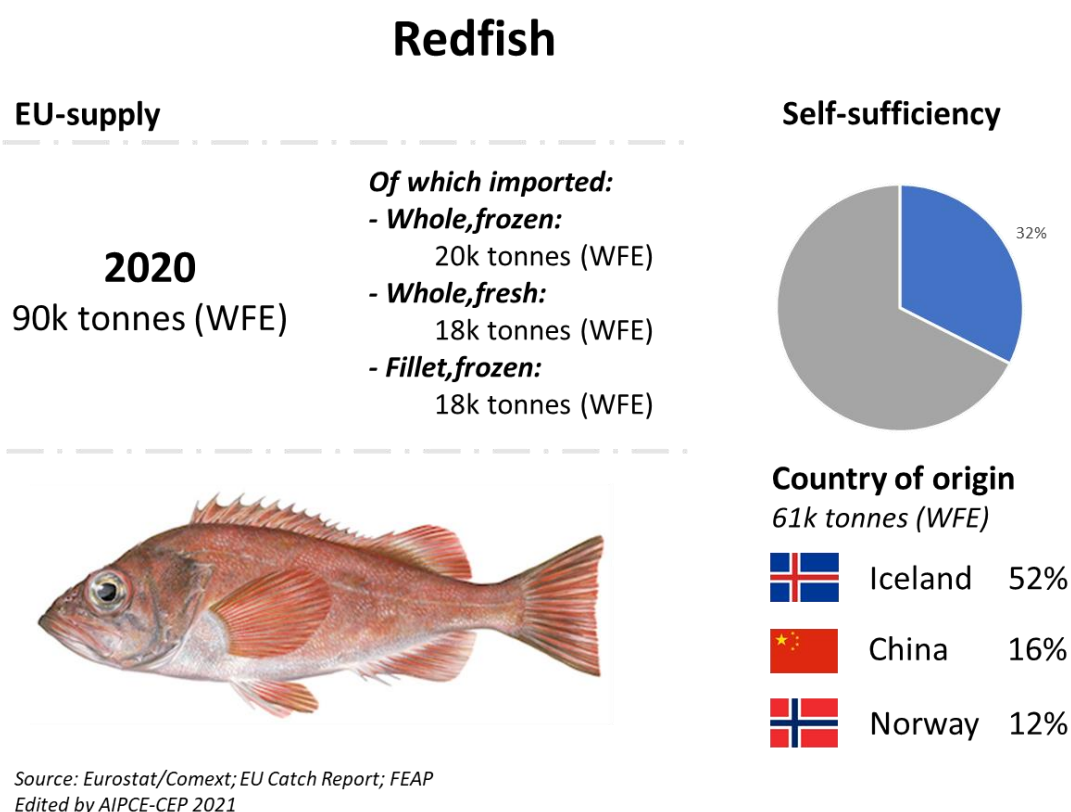 Redfish
EU-supply
2020
90k tonnes (WFE)
Of which imported:
- Whole,frozen:
20k tonnes (WFE)
- Whole,fresh:
18k tonnes (WFE)
- Fillet,frozen:
18k tonnes (WFE)
Self-sufficiency
32%
Country of origin
61k tonnes (WFE)
Iceland 52%
China 16%
Norway 12%
Source: Eurostat/Comext; EU Catch Report; FEAP
Edited by AIPCE-CEP 2021